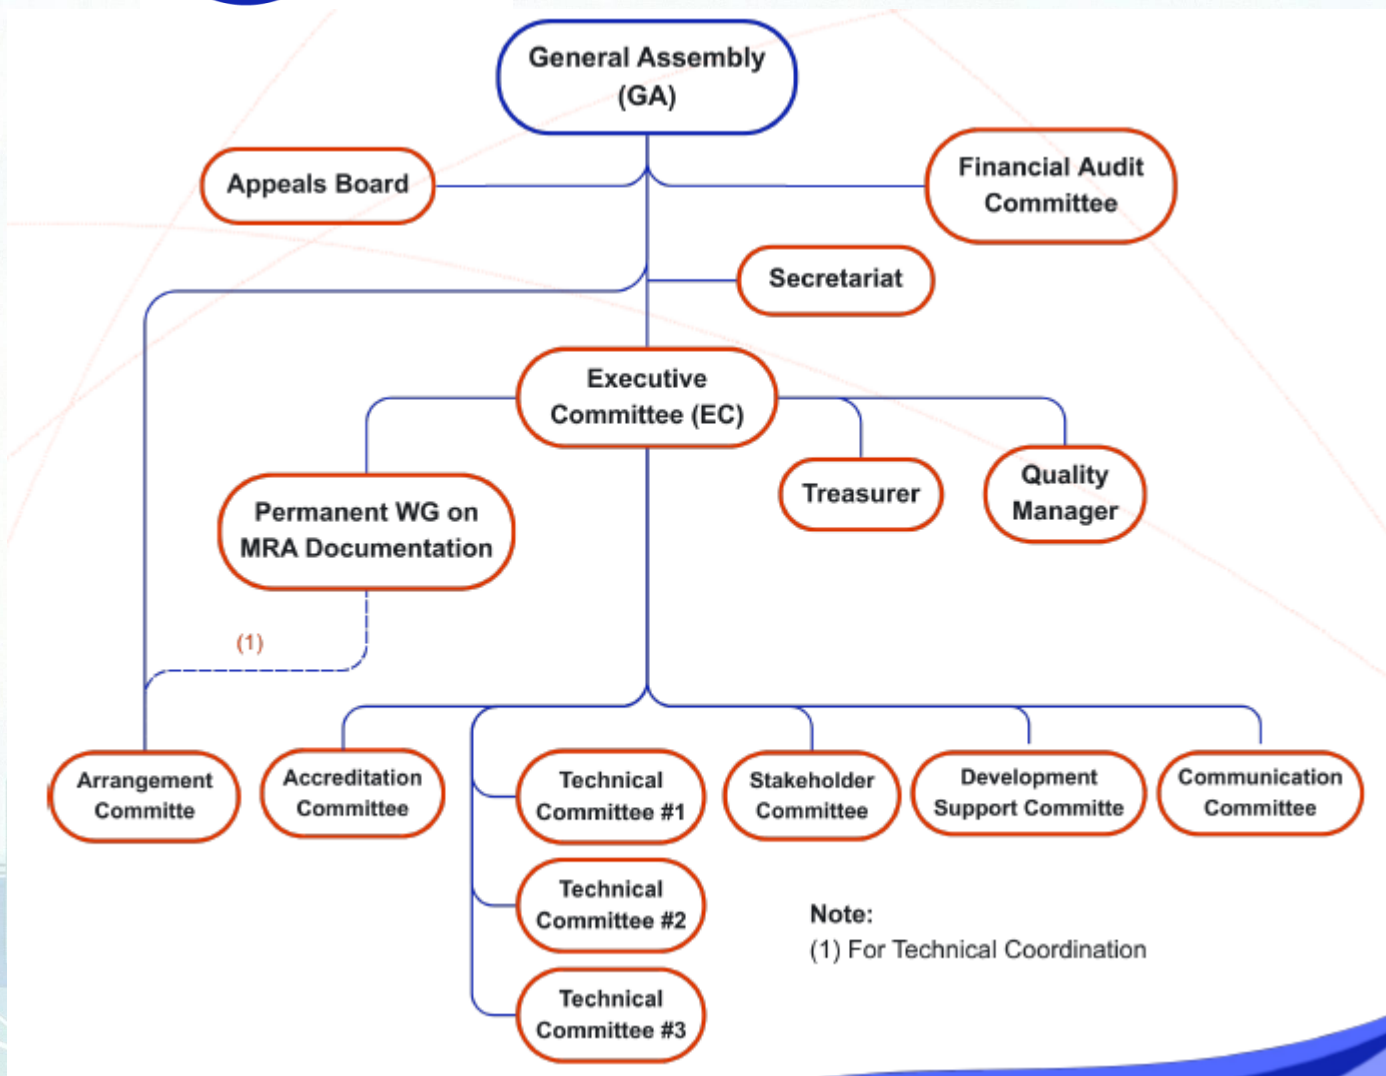 General Assembly
(GA)
Appeals Board
Financial Audit
Committee
Secretariat
Executive
Committee (EC)
Permanent WG on
MRA Documentation
Treasurer
Quality
Manager
(1)
Arrangement
Committe
Accreditation
Committee
Technical
Committee #1
Stakeholder
Committee
Development
Support Committe
Communication
Committee
Technical
Committee #2
Technical
Committee #3
Note:
(1) For Technical Coordination